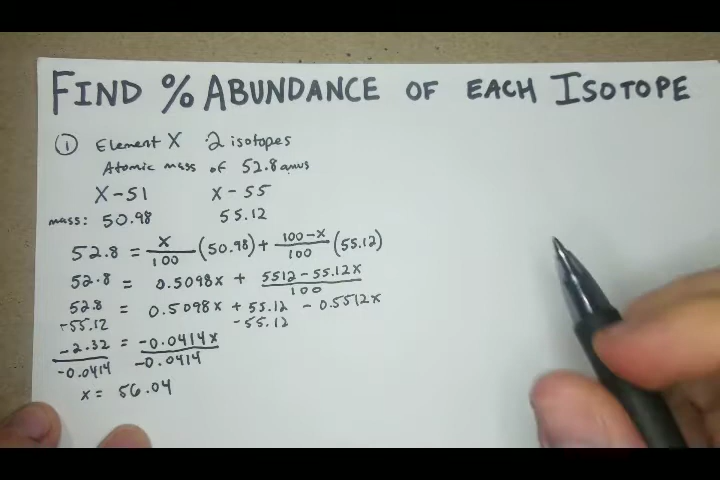 FIND % ABUNDANCE OF EACH ISOTOPE
① Element X 2 isotopes
Atomic mass of 52.8 amus
X-51 X-55
mass: 50.98 55.12
52.8 = x/100 (50.98) + 100-x/100 (55.12)
52.8 = 0.5098x + 5512-55.12x/100
52.8 = 0.5098x + 55.12 - 0.5512x
-55.12 -55.12
-2.32/-0.0414 = -0.0414x/-0.0414
x = 56.04